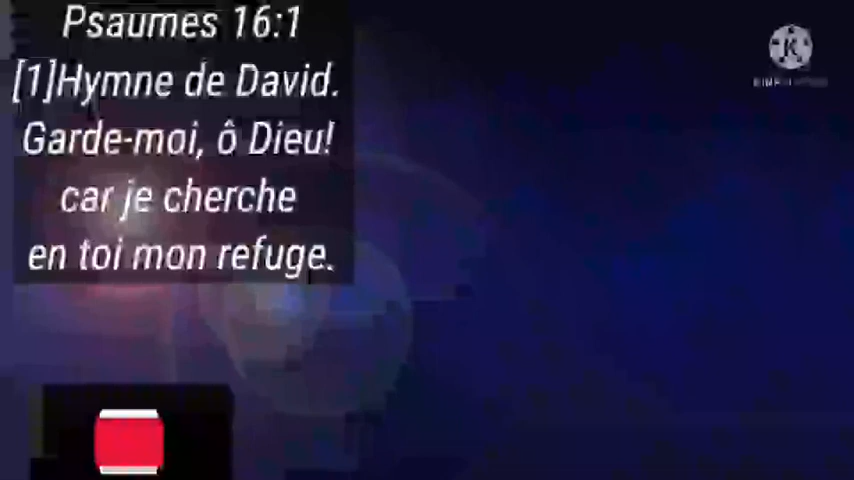 Psaumes 16:1
[1]Hymne de David.
Garde-moi, ô Dieu!
car je cherche
en toi mon refuge.
K